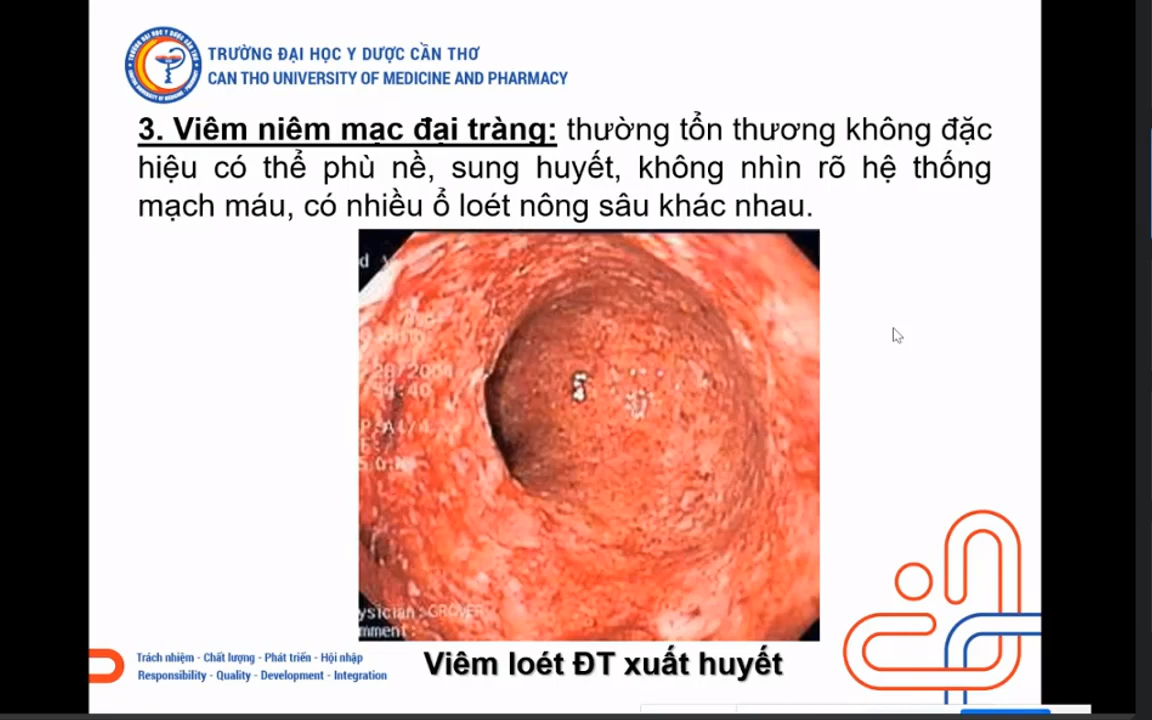 TRƯỜNG ĐẠI HỌC Y DƯỢC CẦN THƠ
CAN THO UNIVERSITY OF MEDICINE AND PHARMACY
3. Viêm niêm mạc đại tràng: thường tổn thương không đặc
hiệu có thể phù nề, sung huyết, không nhìn rõ hệ thống
mạch máu, có nhiều ổ loét nông sâu khác nhau.
ysician: GROVER
mment:
Trách nhiệm - Chất lượng - Phát triển - Hội nhập
Responsibility - Quality - Development - Integration
Viêm loét ĐT xuất huyết